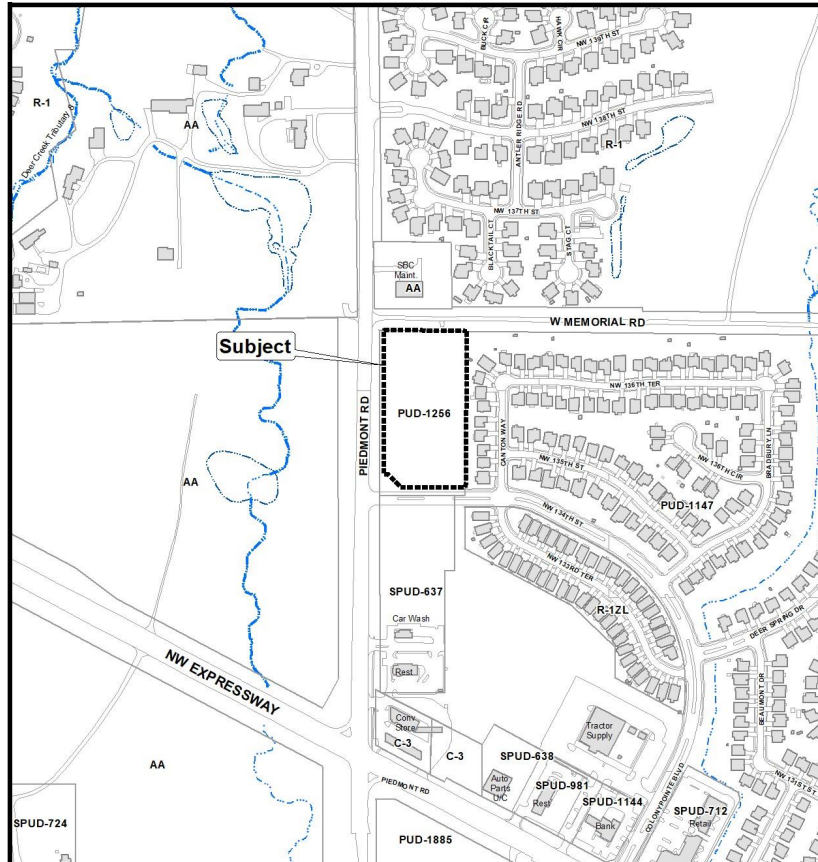 BUCK CIR
HAWK CIR
NW 139TH ST
R-1
Deer Creek Tributary 8
AA
ANTLER RIDGE RD
NW 138TH ST
R-1
NW 137TH ST
BLACKTAIL CT
STAG CT
SBC
Maint.
AA
W MEMORIAL RD
Subject
NW 136TH TER
PIEDMONT RD
PUD-1256
CANTON WAY
BRADBURY LN
NW 136TH CIR
NW 135TH ST
AA
PUD-1147
NW 134TH ST
NW 133RD TER
SPUD-637
R-1ZL
Car Wash
DEER SPRING DR
NW EXPRESSWAY
Rest
BEAUMONT DR
Conv
Store
C-3
C-3
Tractor
Supply
SPUD-638
AA
Auto
Parts
U/C
SPUD-981
Rest
NW 131ST ST
PIEDMONT RD
SPUD-1144
Bank
COLONY POINTE BLVD
SPUD-712
Retail
SPUD-724
PUD-1885